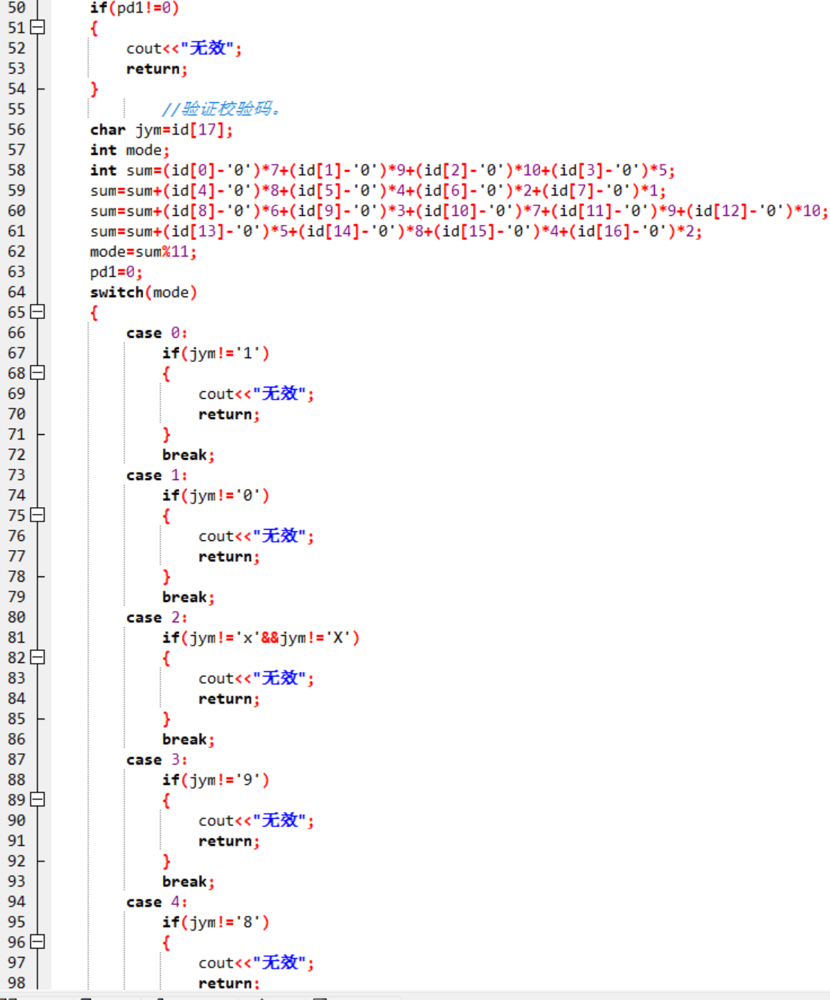 50 if(pd1!=0)
51 {
52 cout<<"无效";
53 return;
54 }
55 //验证校验码。
56 char jym=id[17];
57 int mode;
58 int sum=(id[0]-'0')*7+(id[1]-'0')*9+(id[2]-'0')*10+(id[3]-'0')*5;
59 sum=sum+(id[4]-'0')*8+(id[5]-'0')*4+(id[6]-'0')*2+(id[7]-'0')*1;
60 sum=sum+(id[8]-'0')*6+(id[9]-'0')*3+(id[10]-'0')*7+(id[11]-'0')*9+(id[12]-'0')*10;
61 sum=sum+(id[13]-'0')*5+(id[14]-'0')*8+(id[15]-'0')*4+(id[16]-'0')*2;
62 mode=sum%11;
63 pd1=0;
64 switch(mode)
65 {
66 case 0:
67 if(jym!='1')
68 {
69 cout<<"无效";
70 return;
71 }
72 break;
73 case 1:
74 if(jym!='0')
75 {
76 cout<<"无效";
77 return;
78 }
79 break;
80 case 2:
81 if(jym!='x'&&jym!='X')
82 {
83 cout<<"无效";
84 return;
85 }
86 break;
87 case 3:
88 if(jym!='9')
89 {
90 cout<<"无效";
91 return;
92 }
93 break;
94 case 4:
95 if(jym!='8')
96 {
97 cout<<"无效";
98 return;